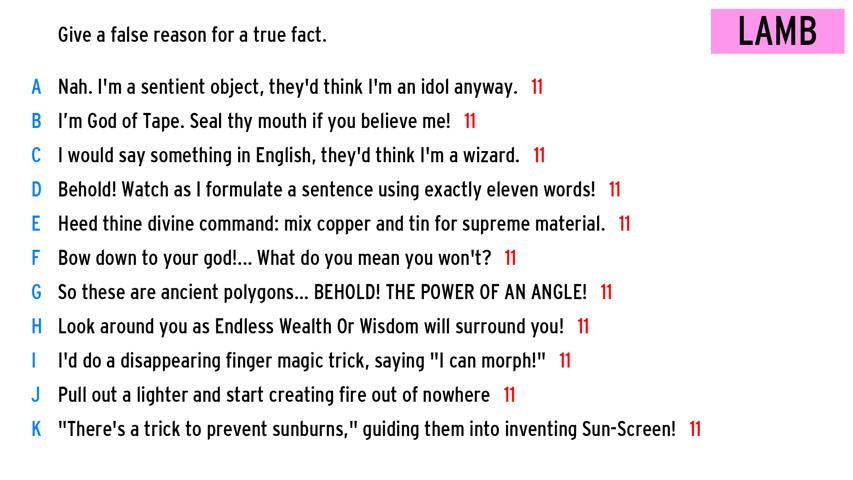 Give a false reason for a true fact.
LAMB
A Nah. I'm a sentient object, they'd think I'm an idol anyway. 11
B I'm God of Tape. Seal thy mouth if you believe me! 11
C I would say something in English, they'd think I'm a wizard. 11
D Behold! Watch as I formulate a sentence using exactly eleven words! 11
E Heed thine divine command: mix copper and tin for supreme material. 11
F Bow down to your god!... What do you mean you won't? 11
G So these are ancient polygons... BEHOLD! THE POWER OF AN ANGLE! 11
H Look around you as Endless Wealth Or Wisdom will surround you! 11
I I'd do a disappearing finger magic trick, saying "I can morph!" 11
J Pull out a lighter and start creating fire out of nowhere 11
K "There's a trick to prevent sunburns," guiding them into inventing Sun-Screen! 11